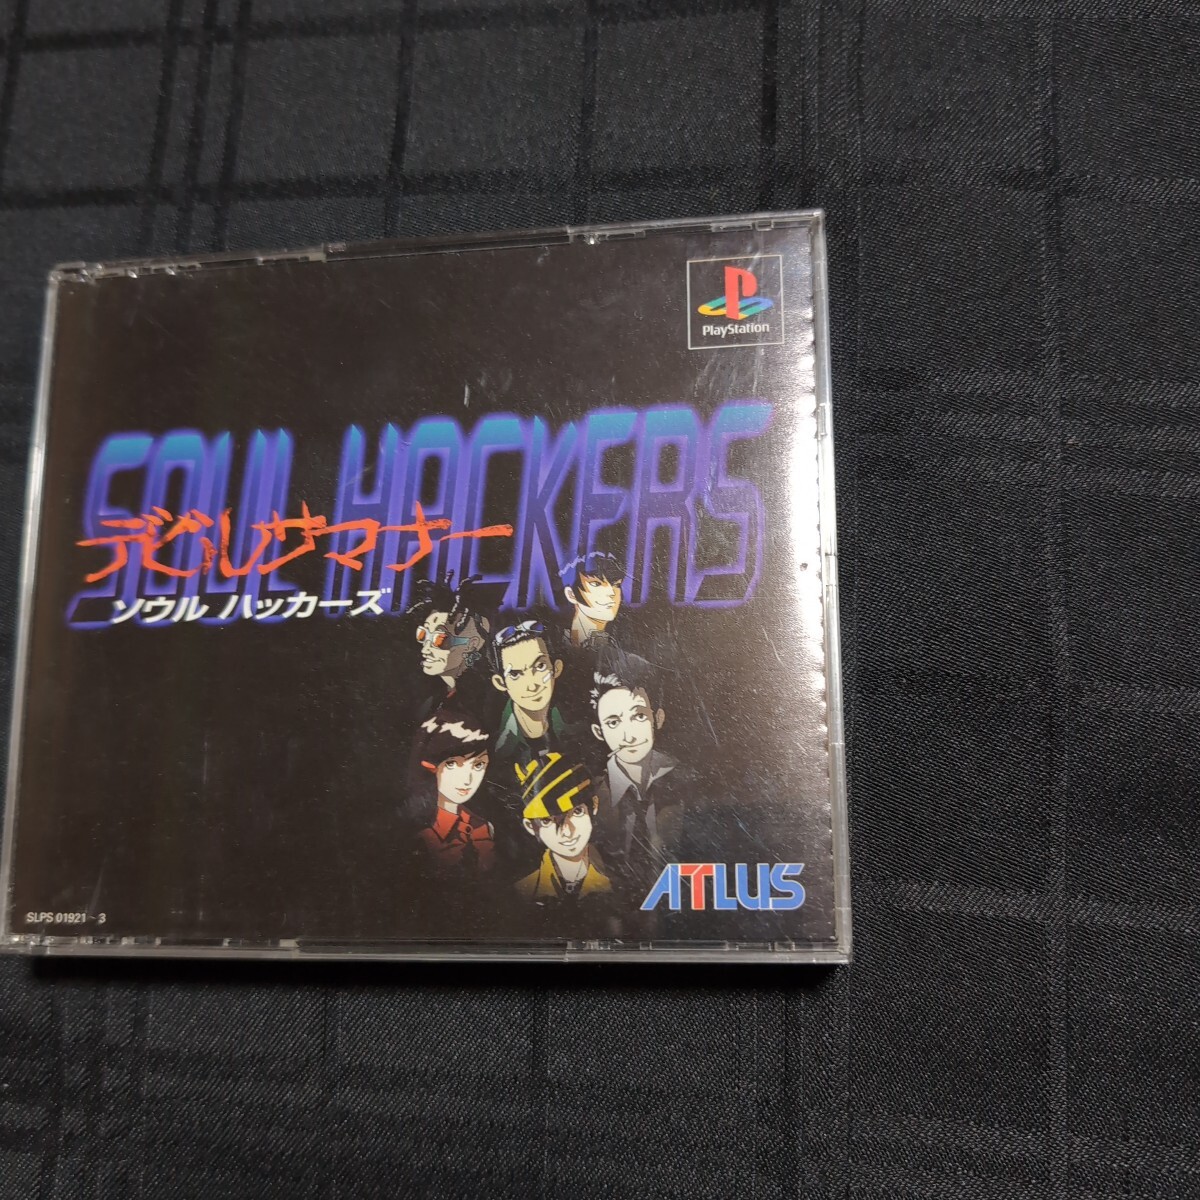 PlayStation
SOUL HACKERS
デビルサマナー
ソウル ハッカーズ
ATLUS
SLPS 01921~3